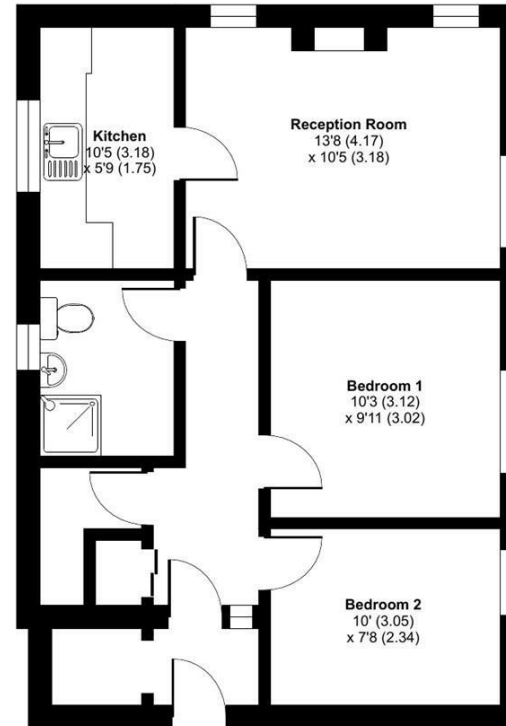 Kitchen
10'5 (3.18)
x 5'9 (1.75)
Reception Room
13'8 (4.17)
x 10'5 (3.18)
Bedroom 1
10'3 (3.12)
x 9'11 (3.02)
Bedroom 2
10' (3.05)
x 7'8 (2.34)